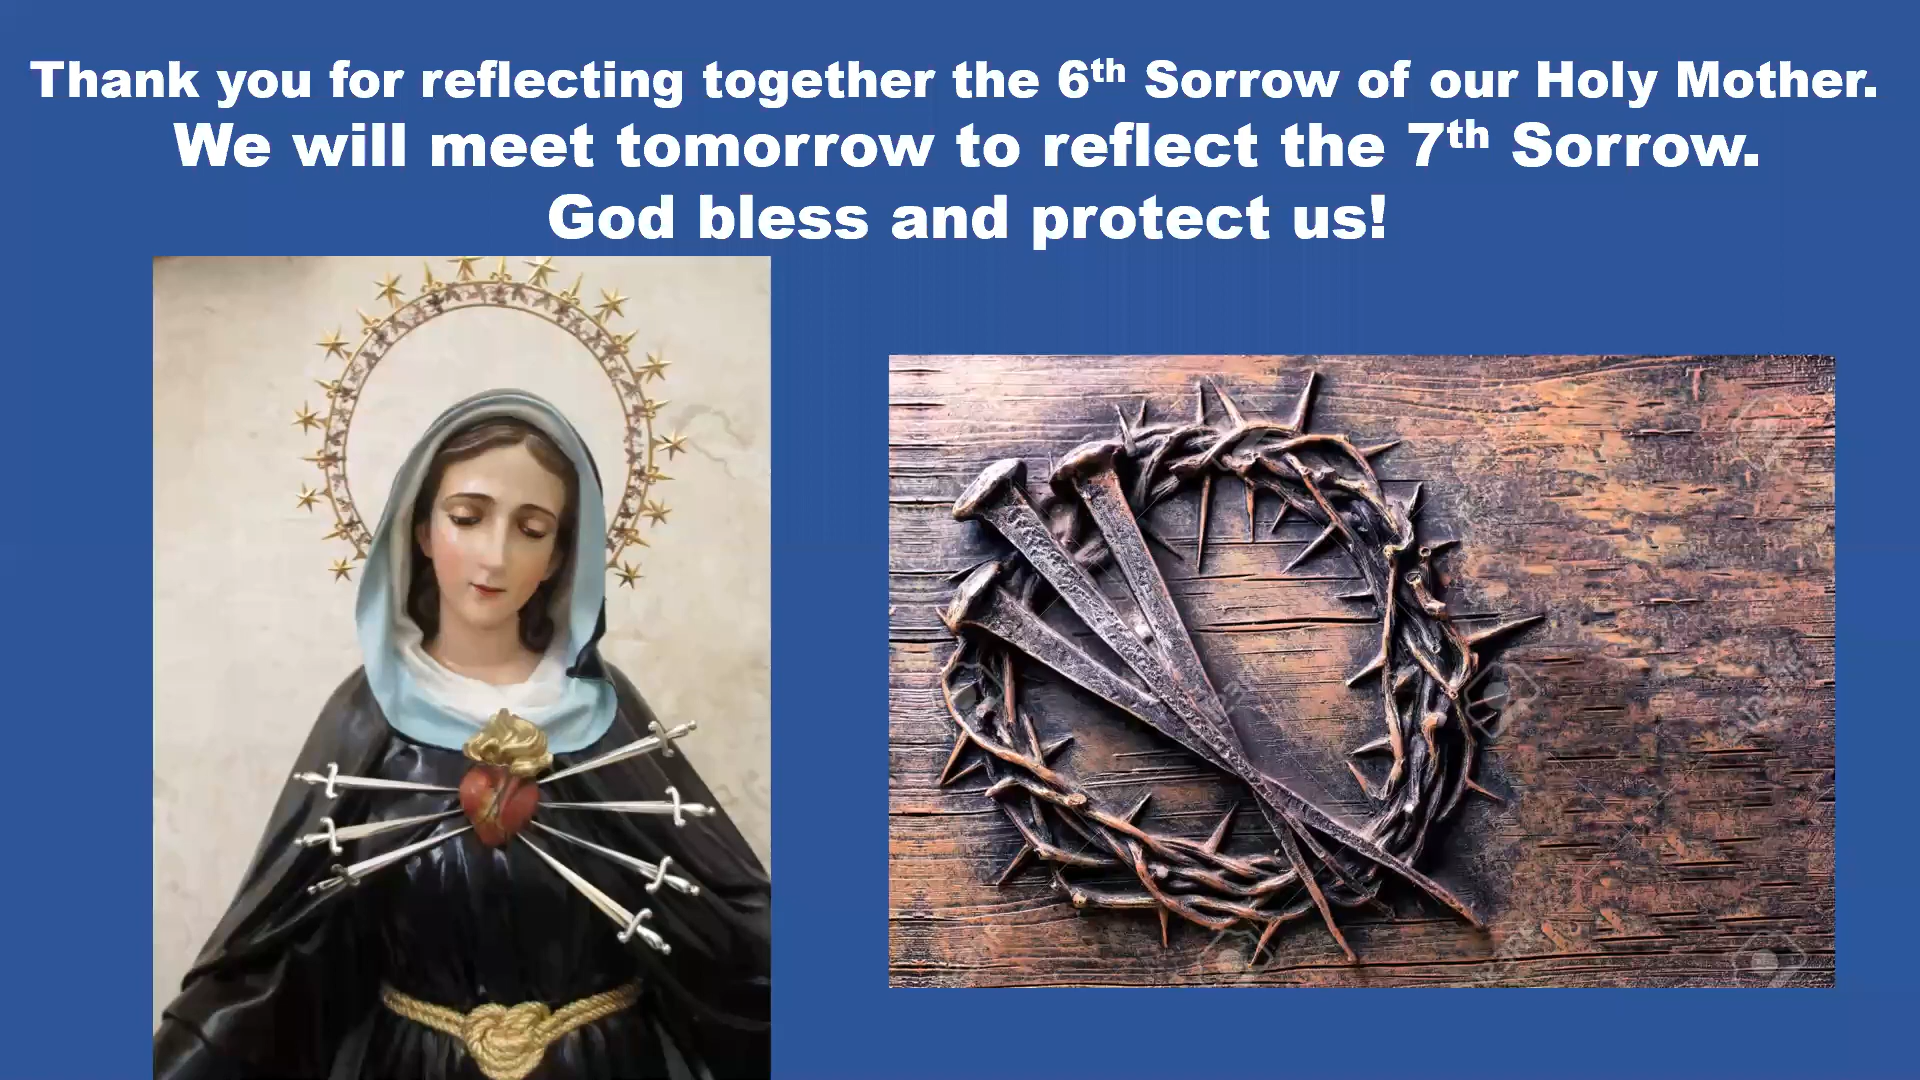 Thank you for reflecting together the 6th Sorrow of our Holy Mother.
We will meet tomorrow to reflect the 7th Sorrow.
God bless and protect us!